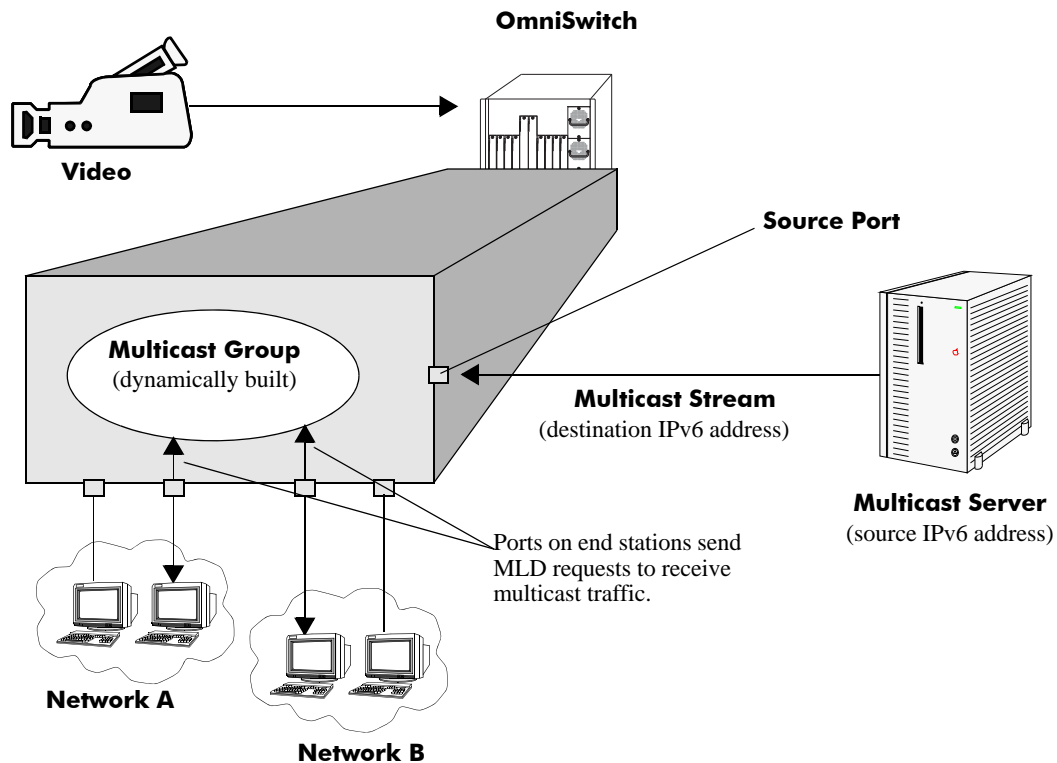 OmniSwitch
Video
Source Port
Multicast Group
(dynamically built)
Multicast Stream
(destination IPv6 address)
Multicast Server
(source IPv6 address)
Ports on end stations send
MLD requests to receive
multicast traffic.
Network A
Network B